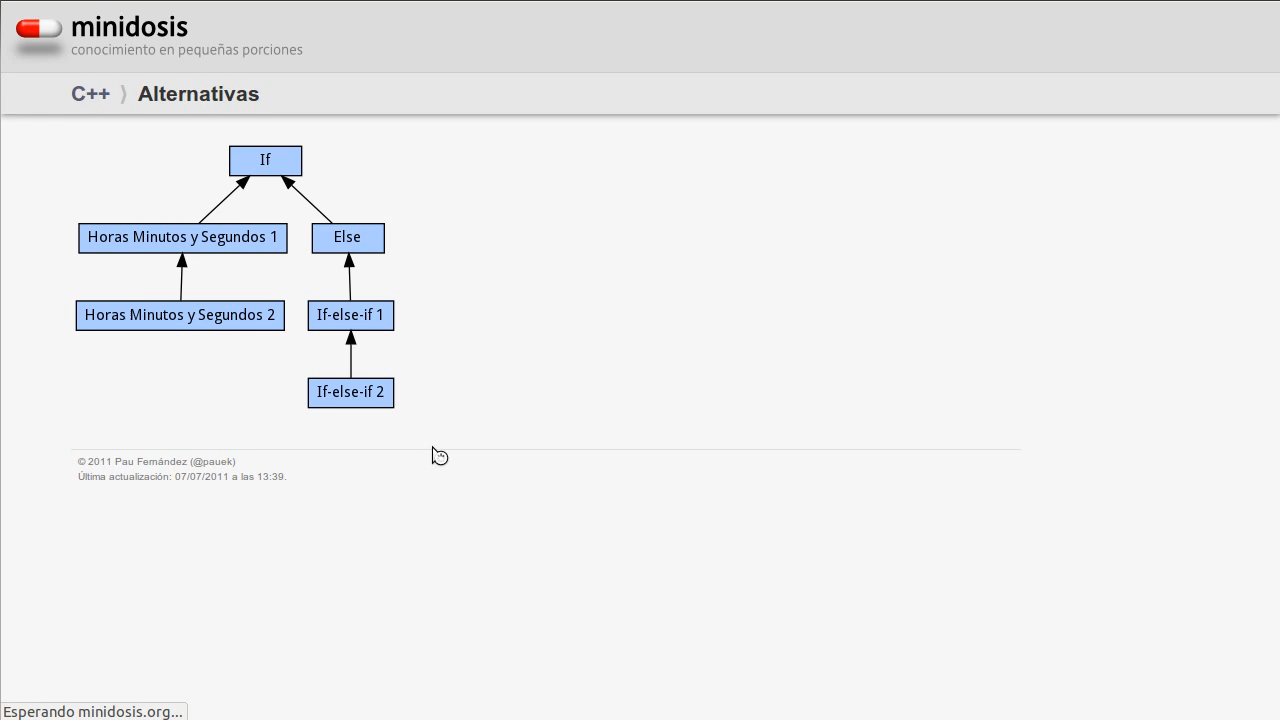 minidosis
conocimiento en pequeñas porciones
C++ ⟩ Alternativas
If
Horas Minutos y Segundos 1
Else
Horas Minutos y Segundos 2
If-else-if 1
If-else-if 2
© 2011 Pau Fernández (@pauek)
Última actualización: 07/07/2011 a las 13:39.
Esperando minidosis.org...